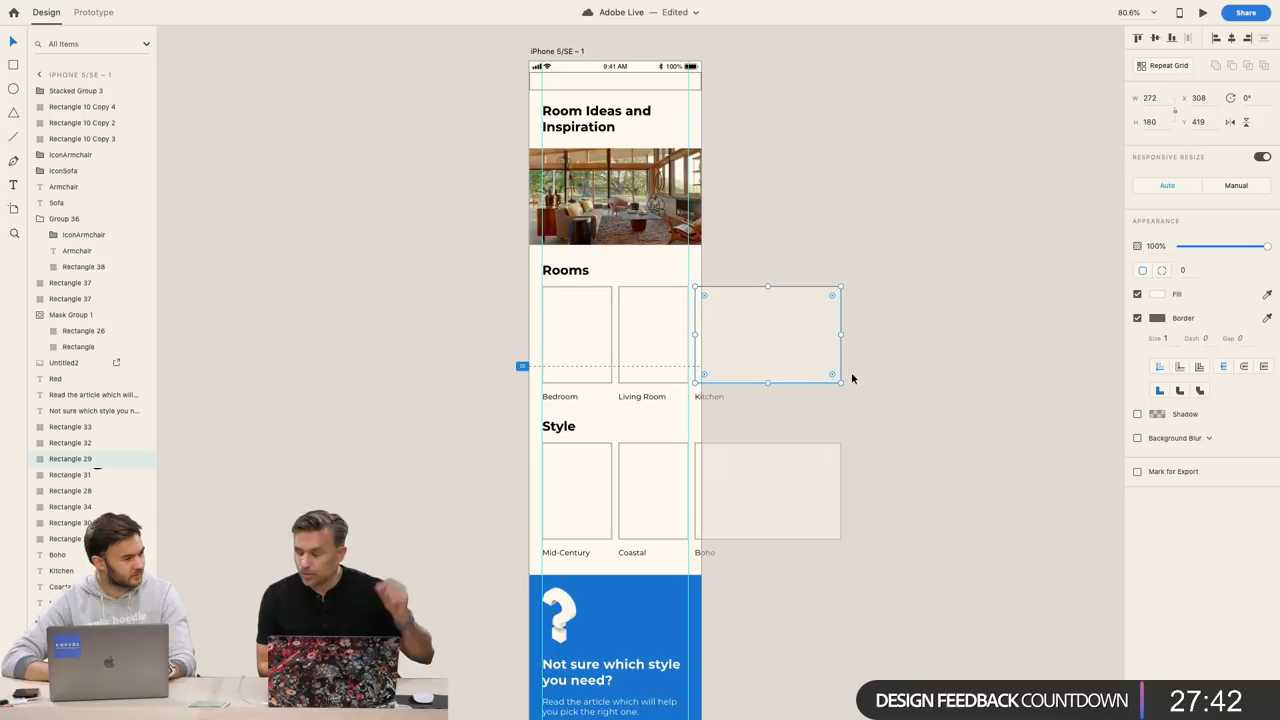 Design Prototype
Adobe Live — Edited
80.6%
Share
All Items
IPHONE 5/SE – 1
Stacked Group 3
Rectangle 10 Copy 4
Rectangle 10 Copy 2
Rectangle 10 Copy 3
IconArmchair
IconSofa
Armchair
Sofa
Group 36
IconArmchair
Armchair
Rectangle 38
Rectangle 37
Rectangle 37
Mask Group 1
Rectangle 26
Rectangle
Untitled2
Red
Read the article which will...
Not sure which style you n...
Rectangle 33
Rectangle 32
Rectangle 29
Rectangle 31
Rectangle 28
Rectangle 34
Rectangle 30
Rectangle
Boho
Kitchen
iPhone 5/SE – 1
9:41 AM
100%
Room Ideas and
Inspiration
Rooms
Bedroom
Living Room
Kitchen
Style
Mid-Century
Coastal
Boho
Not sure which style
you need?
Read the article which will help
you pick the right one.
Repeat Grid
W 272 X 308 0°
H 180 Y 419
RESPONSIVE RESIZE
Auto Manual
APPEARANCE
100%
0
Fill
Border
Size 1 Dash 0 Gap 0
Shadow
Background Blur
Mark for Export
DESIGN FEEDBACK COUNTDOWN 27:42